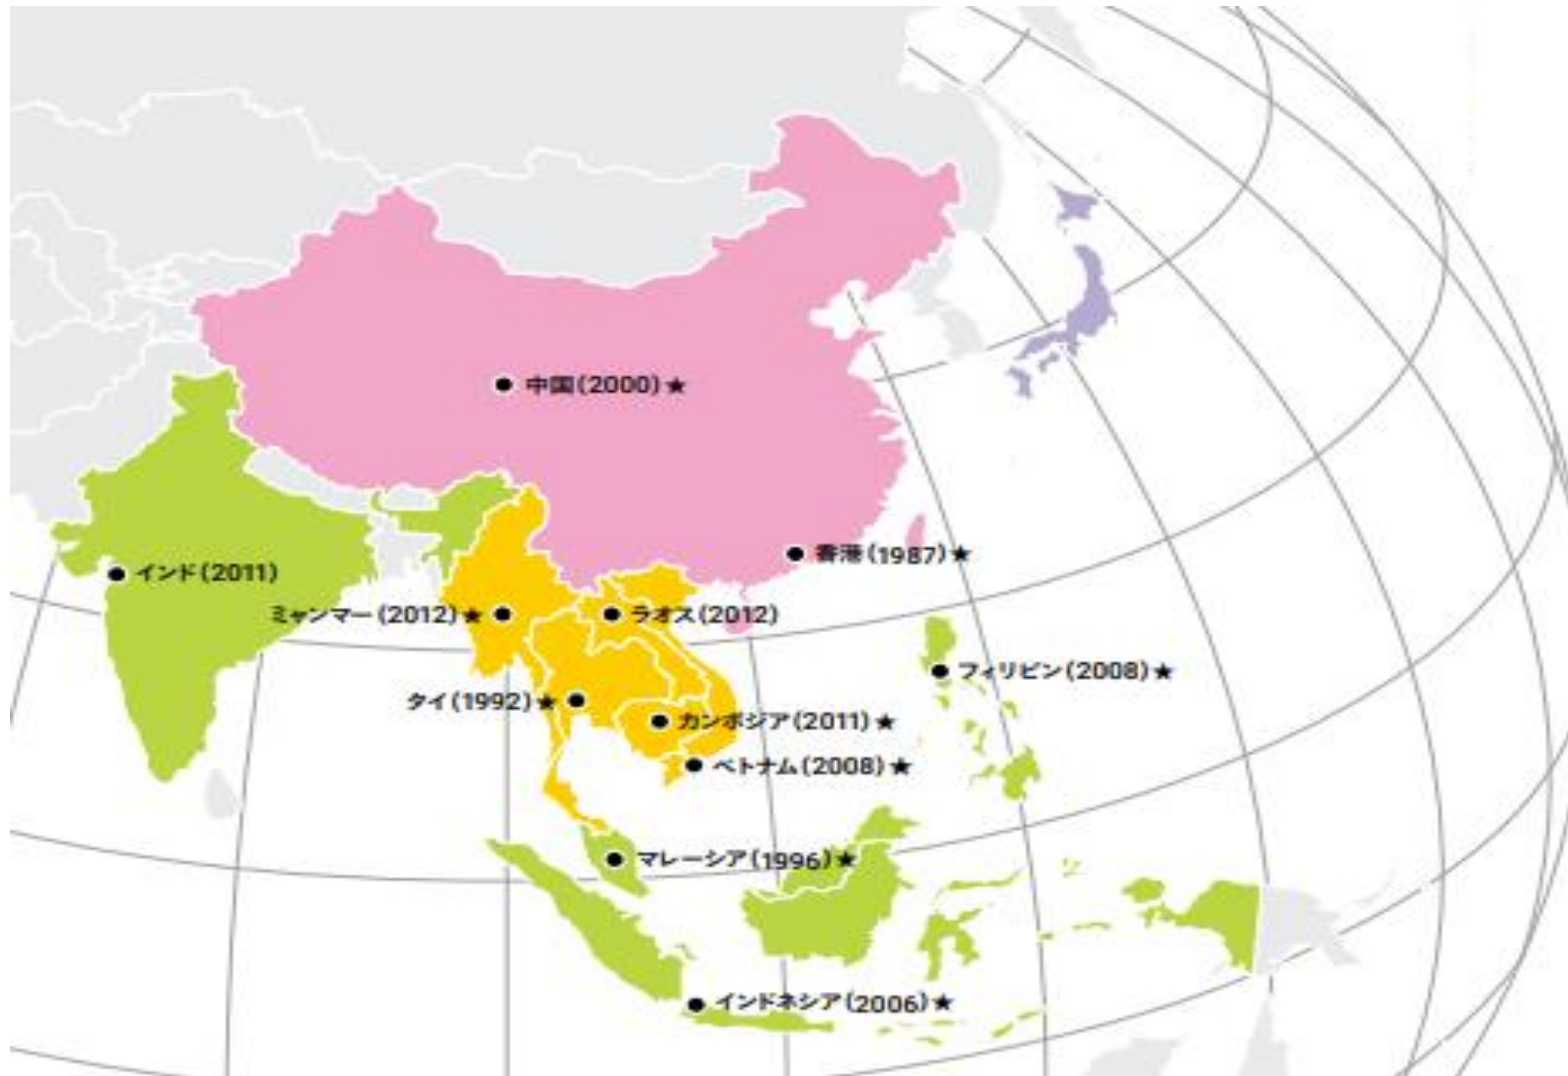 中国(2000)★
香港(1987)★
インド(2011)
ミャンマー(2012)★
ラオス(2012)
フィリピン(2008)★
タイ(1992)★
カンボジア(2011)★
ベトナム(2008)★
マレーシア(1996)★
インドネシア(2006)★